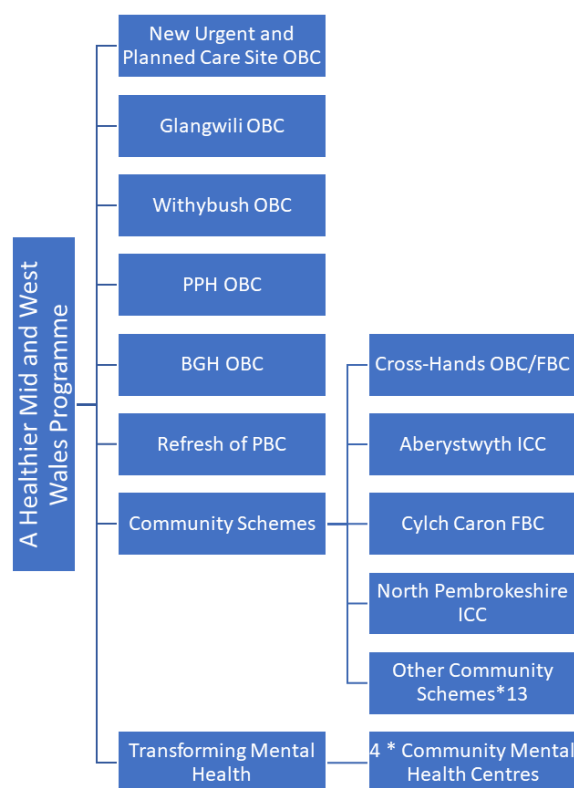 A Healthier Mid and West
Wales Programme
New Urgent and
Planned Care Site OBC
Glangwili OBC
Withybush OBC
PPH OBC
BGH OBC
Refresh of PBC
Community Schemes
Cross-Hands OBC/FBC
Aberystwyth ICC
Cylch Caron FBC
North Pembrokeshire
ICC
Other Community
Schemes*13
Transforming Mental
Health
4 * Community Mental
Health Centres